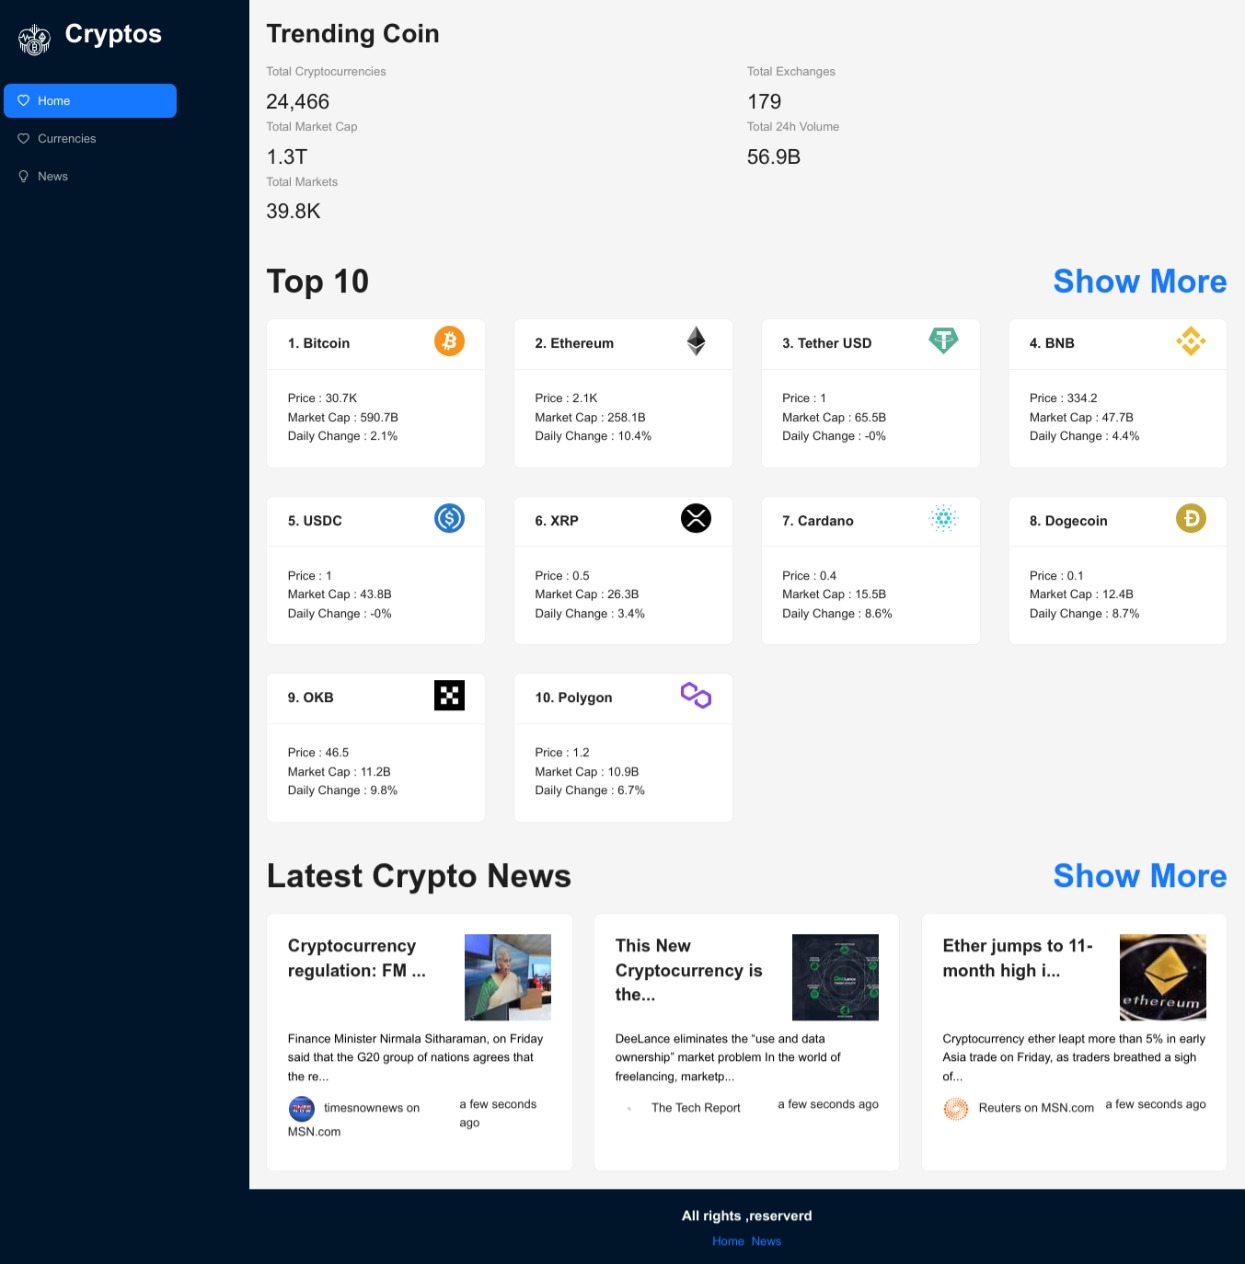 Cryptos
Home
Currencies
News
Trending Coin
Total Cryptocurrencies
24,466
Total Exchanges
179
Total Market Cap
1.3T
Total 24h Volume
56.9B
Total Markets
39.8K
Top 10
Show More
1. Bitcoin
Price : 30.7K
Market Cap : 590.7B
Daily Change : 2.1%
2. Ethereum
Price : 2.1K
Market Cap : 258.1B
Daily Change : 10.4%
3. Tether USD
Price : 1
Market Cap : 65.5B
Daily Change : -0%
4. BNB
Price : 334.2
Market Cap : 47.7B
Daily Change : 4.4%
5. USDC
Price : 1
Market Cap : 43.8B
Daily Change : -0%
6. XRP
Price : 0.5
Market Cap : 26.3B
Daily Change : 3.4%
7. Cardano
Price : 0.4
Market Cap : 15.5B
Daily Change : 8.6%
8. Dogecoin
Price : 0.1
Market Cap : 12.4B
Daily Change : 8.7%
9. OKB
Price : 46.5
Market Cap : 11.2B
Daily Change : 9.8%
10. Polygon
Price : 1.2
Market Cap : 10.9B
Daily Change : 6.7%
Latest Crypto News
Show More
Cryptocurrency
regulation: FM ...
Finance Minister Nirmala Sitharaman, on Friday
said that the G20 group of nations agrees that
the re...
timesnownews on
MSN.com
a few seconds
ago
This New
Cryptocurrency is
the...
DeeLance
DeeLance eliminates the “use and data
ownership” market problem In the world of
freelancing, marketp...
The Tech Report
a few seconds ago
Ether jumps to 11-
month high i...
ethereum
Cryptocurrency ether leapt more than 5% in early
Asia trade on Friday, as traders breathed a sigh
of...
Reuters on MSN.com
a few seconds ago
All rights ,reserverd
Home News